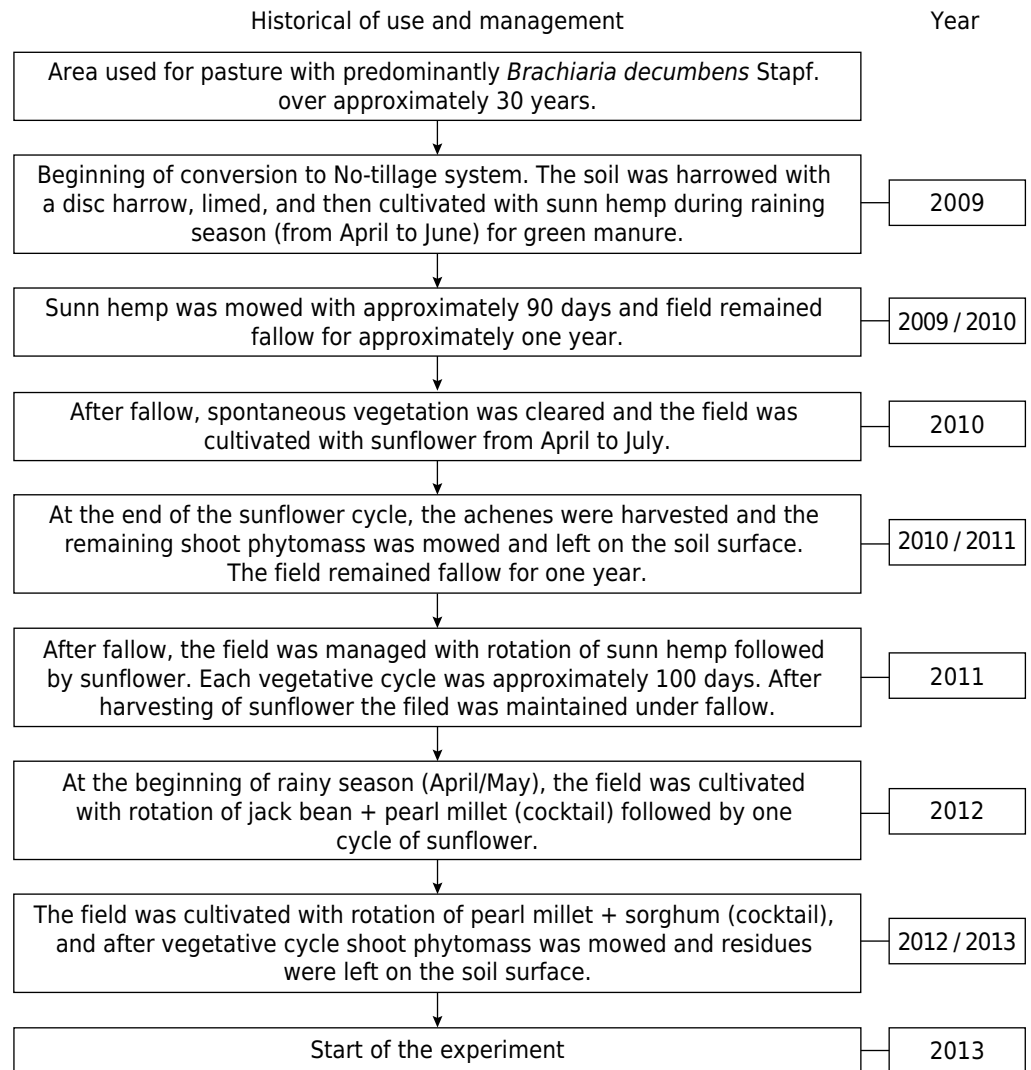 Historical of use and management
Year
Area used for pasture with predominantly Brachiaria decumbens Stapf.
over approximately 30 years.
Beginning of conversion to No-tillage system. The soil was harrowed with
a disc harrow, limed, and then cultivated with sunn hemp during raining
season (from April to June) for green manure.
2009
Sunn hemp was mowed with approximately 90 days and field remained
fallow for approximately one year.
2009 / 2010
After fallow, spontaneous vegetation was cleared and the field was
cultivated with sunflower from April to July.
2010
At the end of the sunflower cycle, the achenes were harvested and the
remaining shoot phytomass was mowed and left on the soil surface.
The field remained fallow for one year.
2010 / 2011
After fallow, the field was managed with rotation of sunn hemp followed
by sunflower. Each vegetative cycle was approximately 100 days. After
harvesting of sunflower the filed was maintained under fallow.
2011
At the beginning of rainy season (April/May), the field was cultivated
with rotation of jack bean + pearl millet (cocktail) followed by one
cycle of sunflower.
2012
The field was cultivated with rotation of pearl millet + sorghum (cocktail),
and after vegetative cycle shoot phytomass was mowed and residues
were left on the soil surface.
2012 / 2013
Start of the experiment
2013